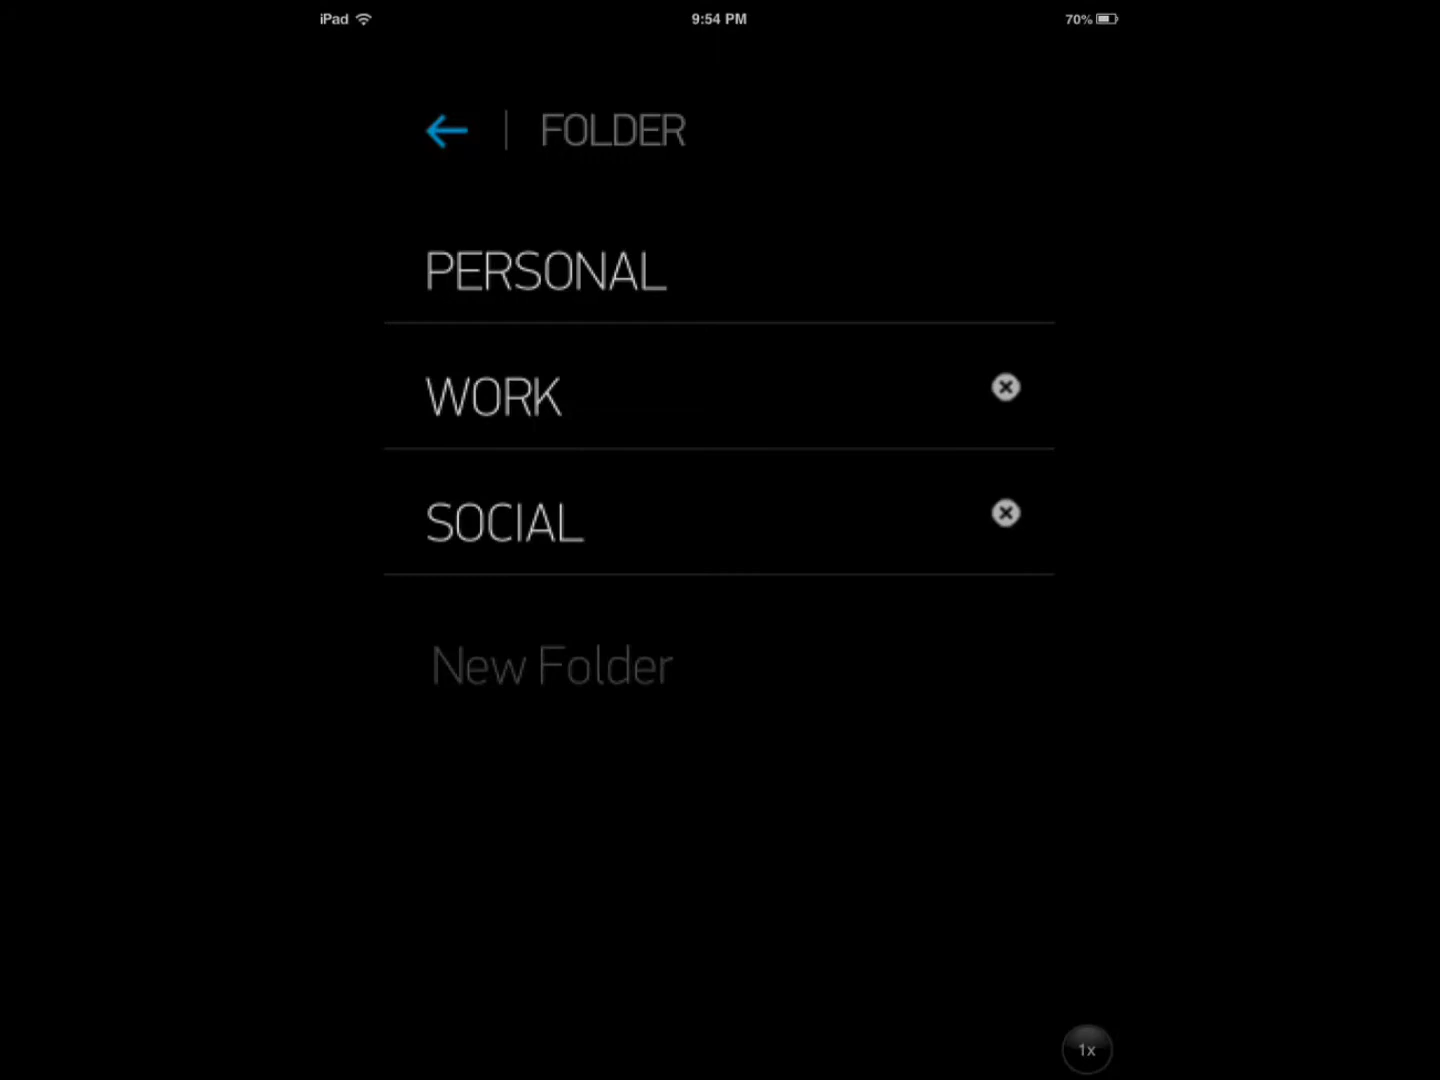 iPad 9:54 PM 70%
FOLDER
PERSONAL
WORK
SOCIAL
New Folder
1x